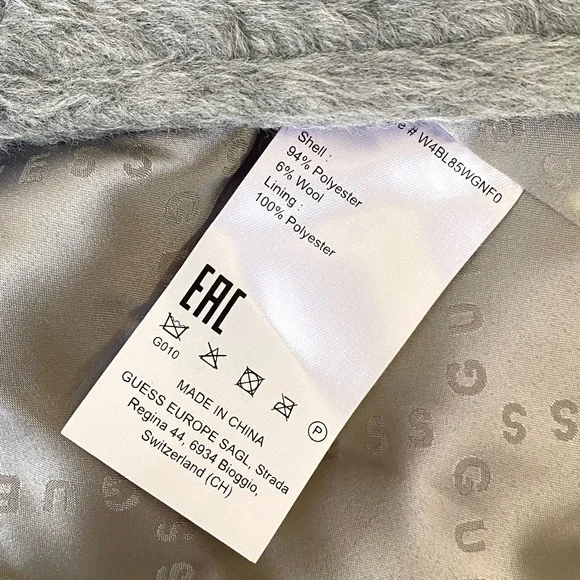 # W4BL85WGNF0
Shell :
94% Polyester
6% Wool
Lining :
100% Polyester
EAC
G010
P
MADE IN CHINA
GUESS EUROPE SAGL, Strada
Regina 44, 6934 Bioggio,
Switzerland (CH)